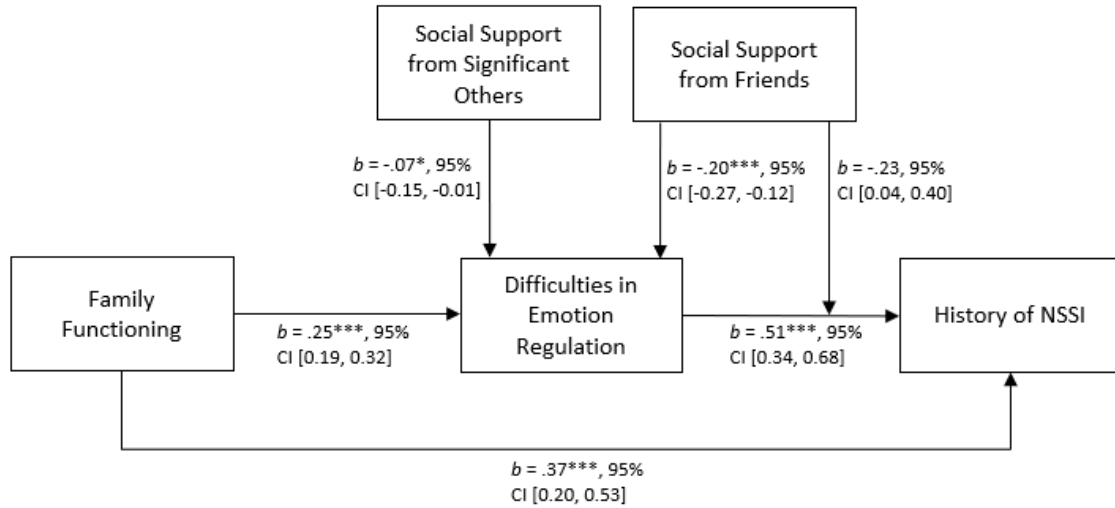 Social Support
from Significant
Others
Social Support
from Friends
b = -.07*, 95%
CI [-0.15, -0.01]
b = -.20***, 95%
CI [-0.27, -0.12]
b = -.23, 95%
CI [0.04, 0.40]
Family
Functioning
b = .25***, 95%
CI [0.19, 0.32]
Difficulties in
Emotion
Regulation
b = .51***, 95%
CI [0.34, 0.68]
History of NSSI
b = .37***, 95%
CI [0.20, 0.53]